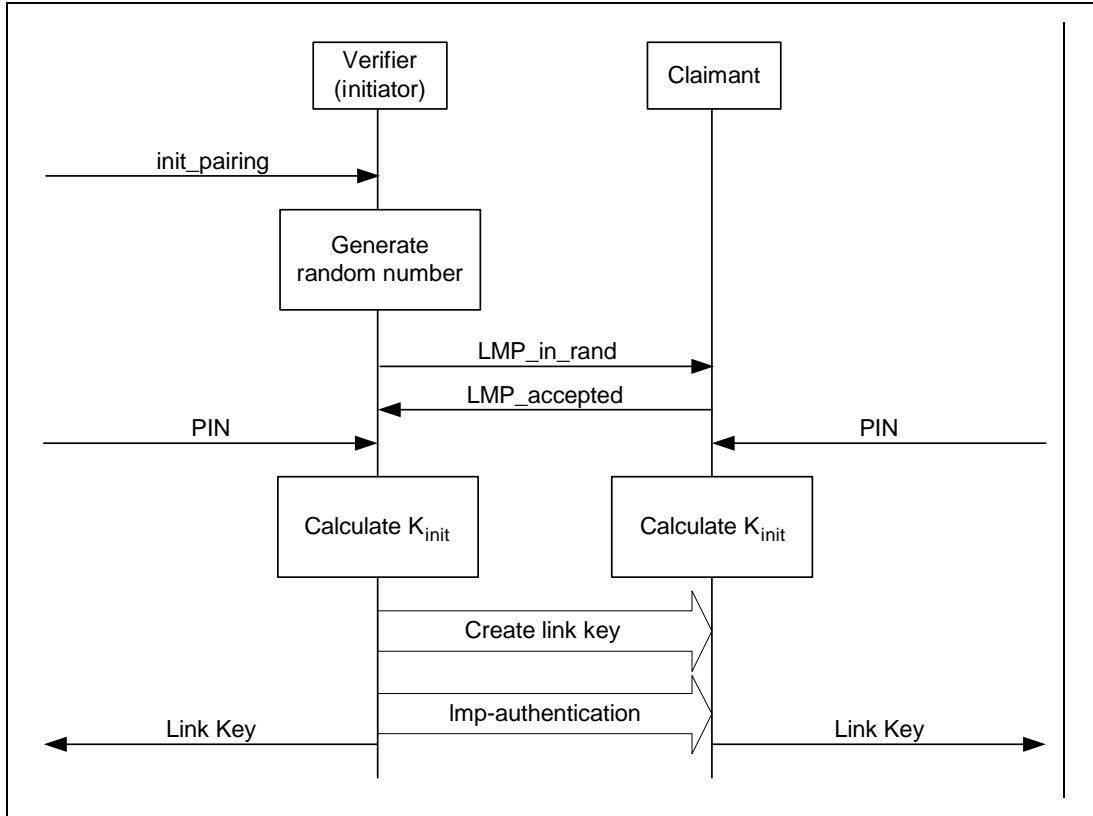 Verifier
(initiator)
Claimant
init_pairing
Generate
random number
LMP_in_rand
LMP_accepted
PIN
PIN
Calculate Kinit
Calculate Kinit
Create link key
lmp-authentication
Link Key
Link Key